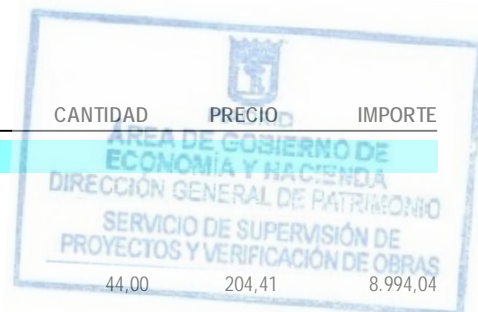 CANTIDAD PRECIO IMPORTE
ÁREA DE GOBIERNO DE
ECONOMÍA Y HACIENDA
DIRECCIÓN GENERAL DE PATRIMONIO
SERVICIO DE SUPERVISIÓN DE
PROYECTOS Y VERIFICACIÓN DE OBRAS
44,00 204,41 8.994,04